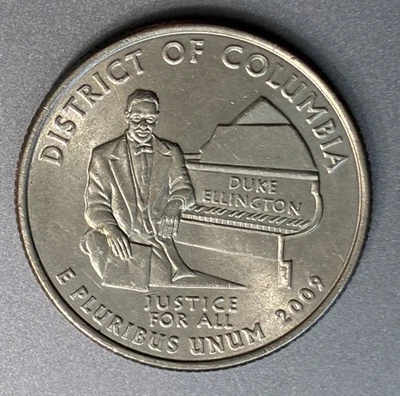 DISTRICT OF COLUMBIA
DUKE
ELLINGTON
JUSTICE
FOR ALL
E PLURIBUS UNUM 2009